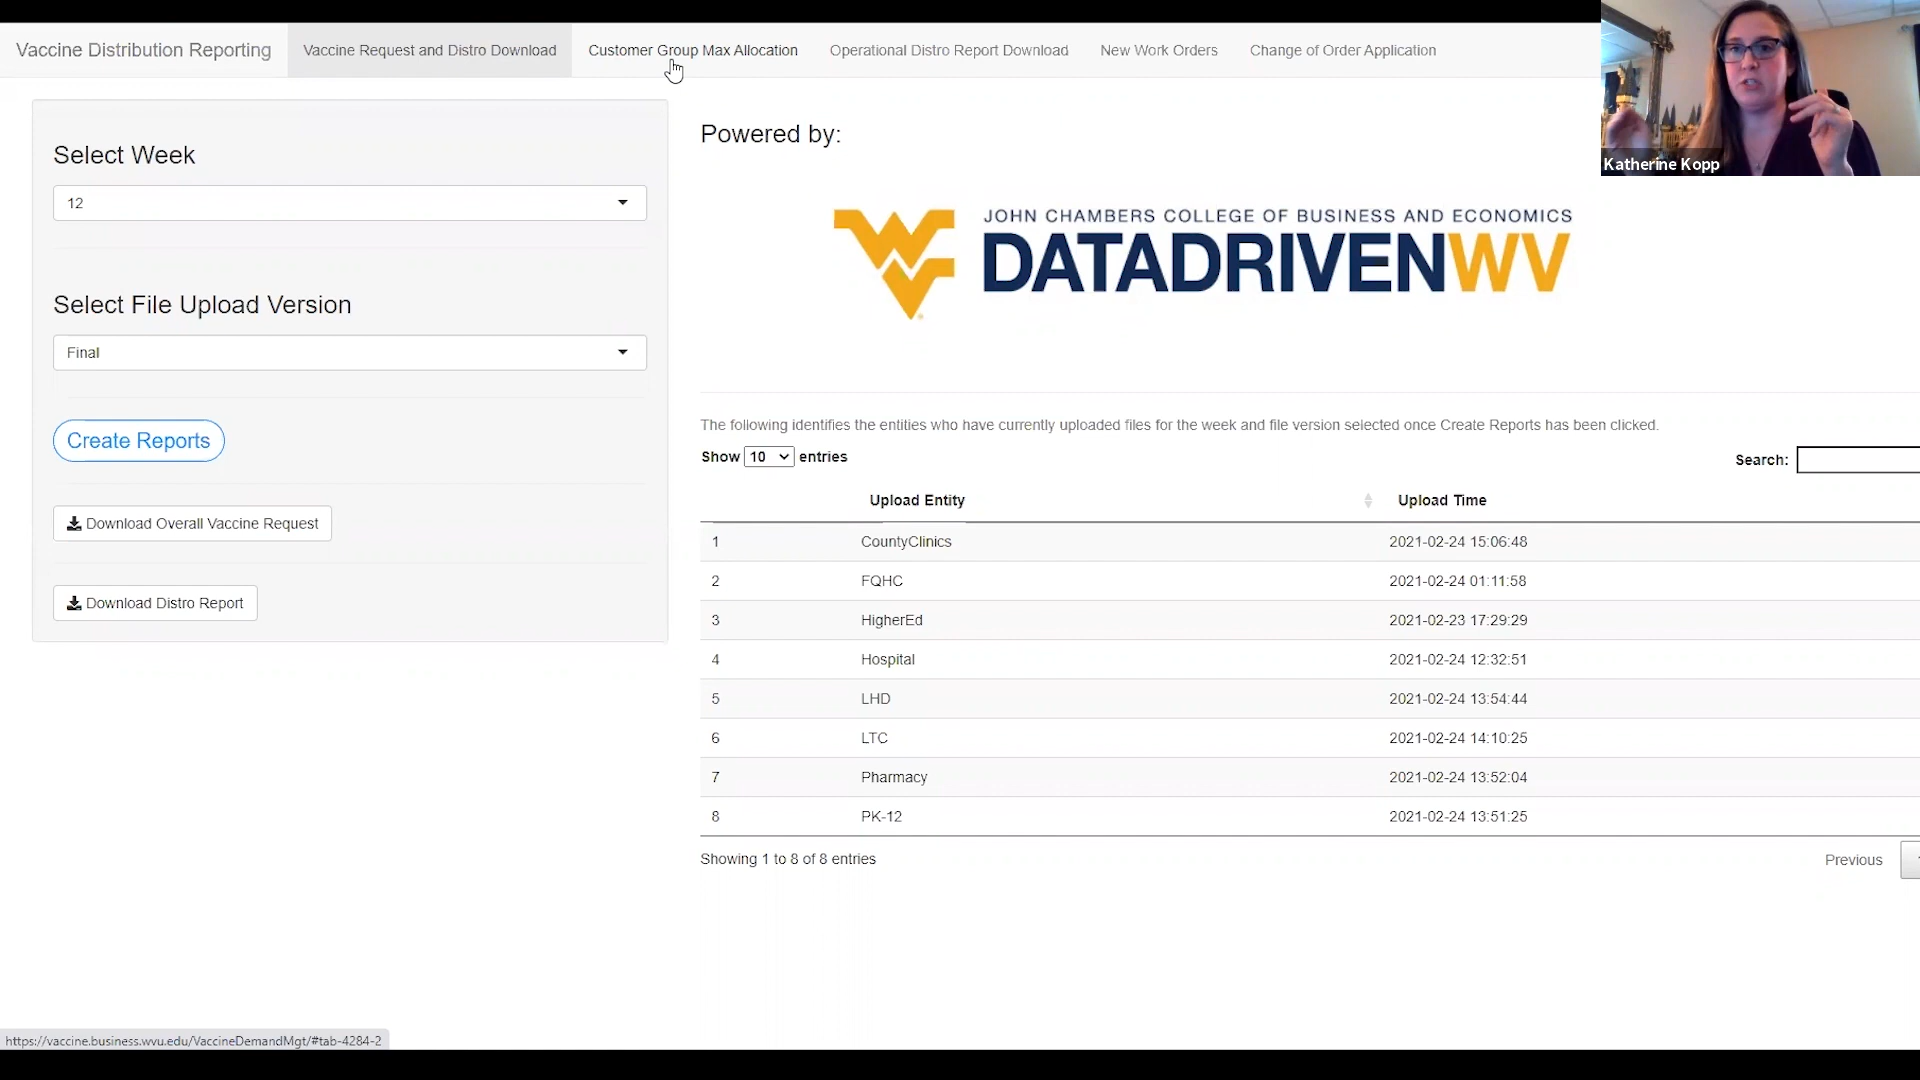 Vaccine Distribution Reporting Vaccine Request and Distro Download Customer Group Max Allocation Operational Distro Report Download New Work Orders Change of Order Application
Katherine Kopp
Select Week
12
Select File Upload Version
Final
Create Reports
Download Overall Vaccine Request
Download Distro Report
Powered by:
JOHN CHAMBERS COLLEGE OF BUSINESS AND ECONOMICS
DATADRIVENWV
The following identifies the entities who have currently uploaded files for the week and file version selected once Create Reports has been clicked.
Show 10 entries
Search:
Upload Entity Upload Time
1 CountyClinics 2021-02-24 15:06:48
2 FQHC 2021-02-24 01:11:58
3 HigherEd 2021-02-23 17:29:29
4 Hospital 2021-02-24 12:32:51
5 LHD 2021-02-24 13:54:44
6 LTC 2021-02-24 14:10:25
7 Pharmacy 2021-02-24 13:52:04
8 PK-12 2021-02-24 13:51:25
Showing 1 to 8 of 8 entries
Previous
https://vaccine.business.wvu.edu/VaccineDemandMgt/#tab-4284-2